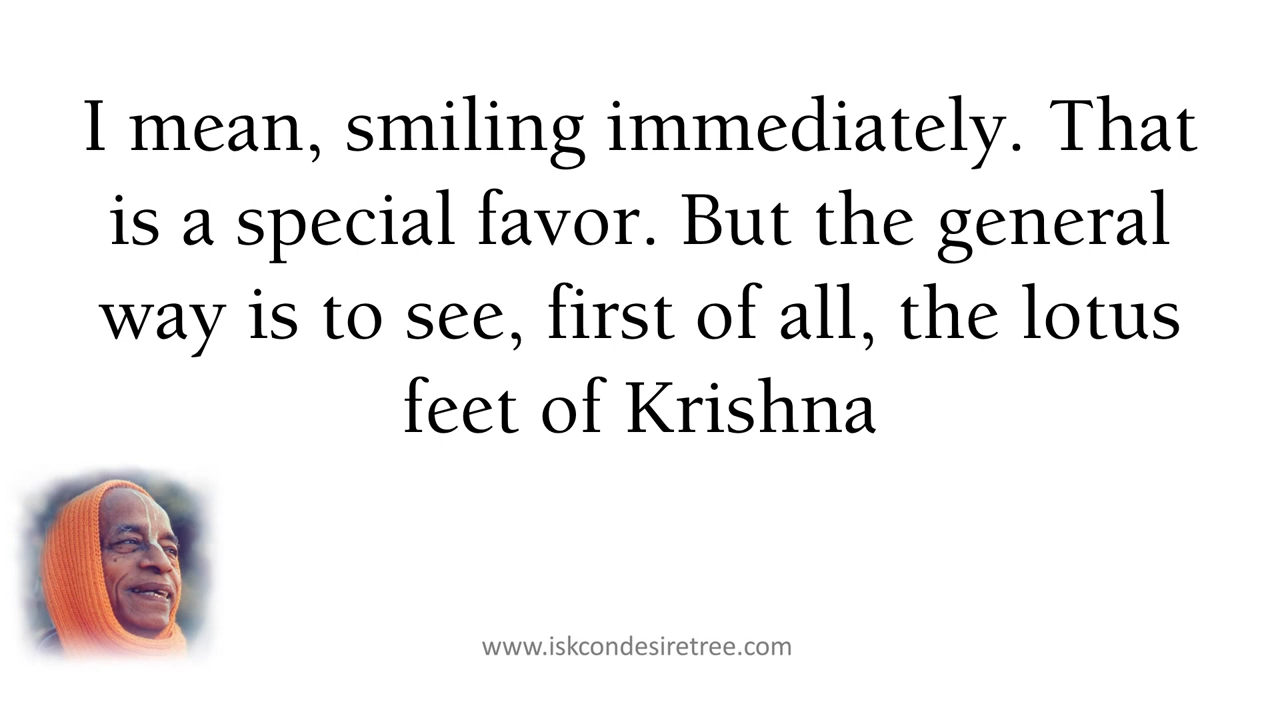 I mean, smiling immediately. That
is a special favor. But the general
way is to see, first of all, the lotus
feet of Krishna
www.iskcondesiretree.com